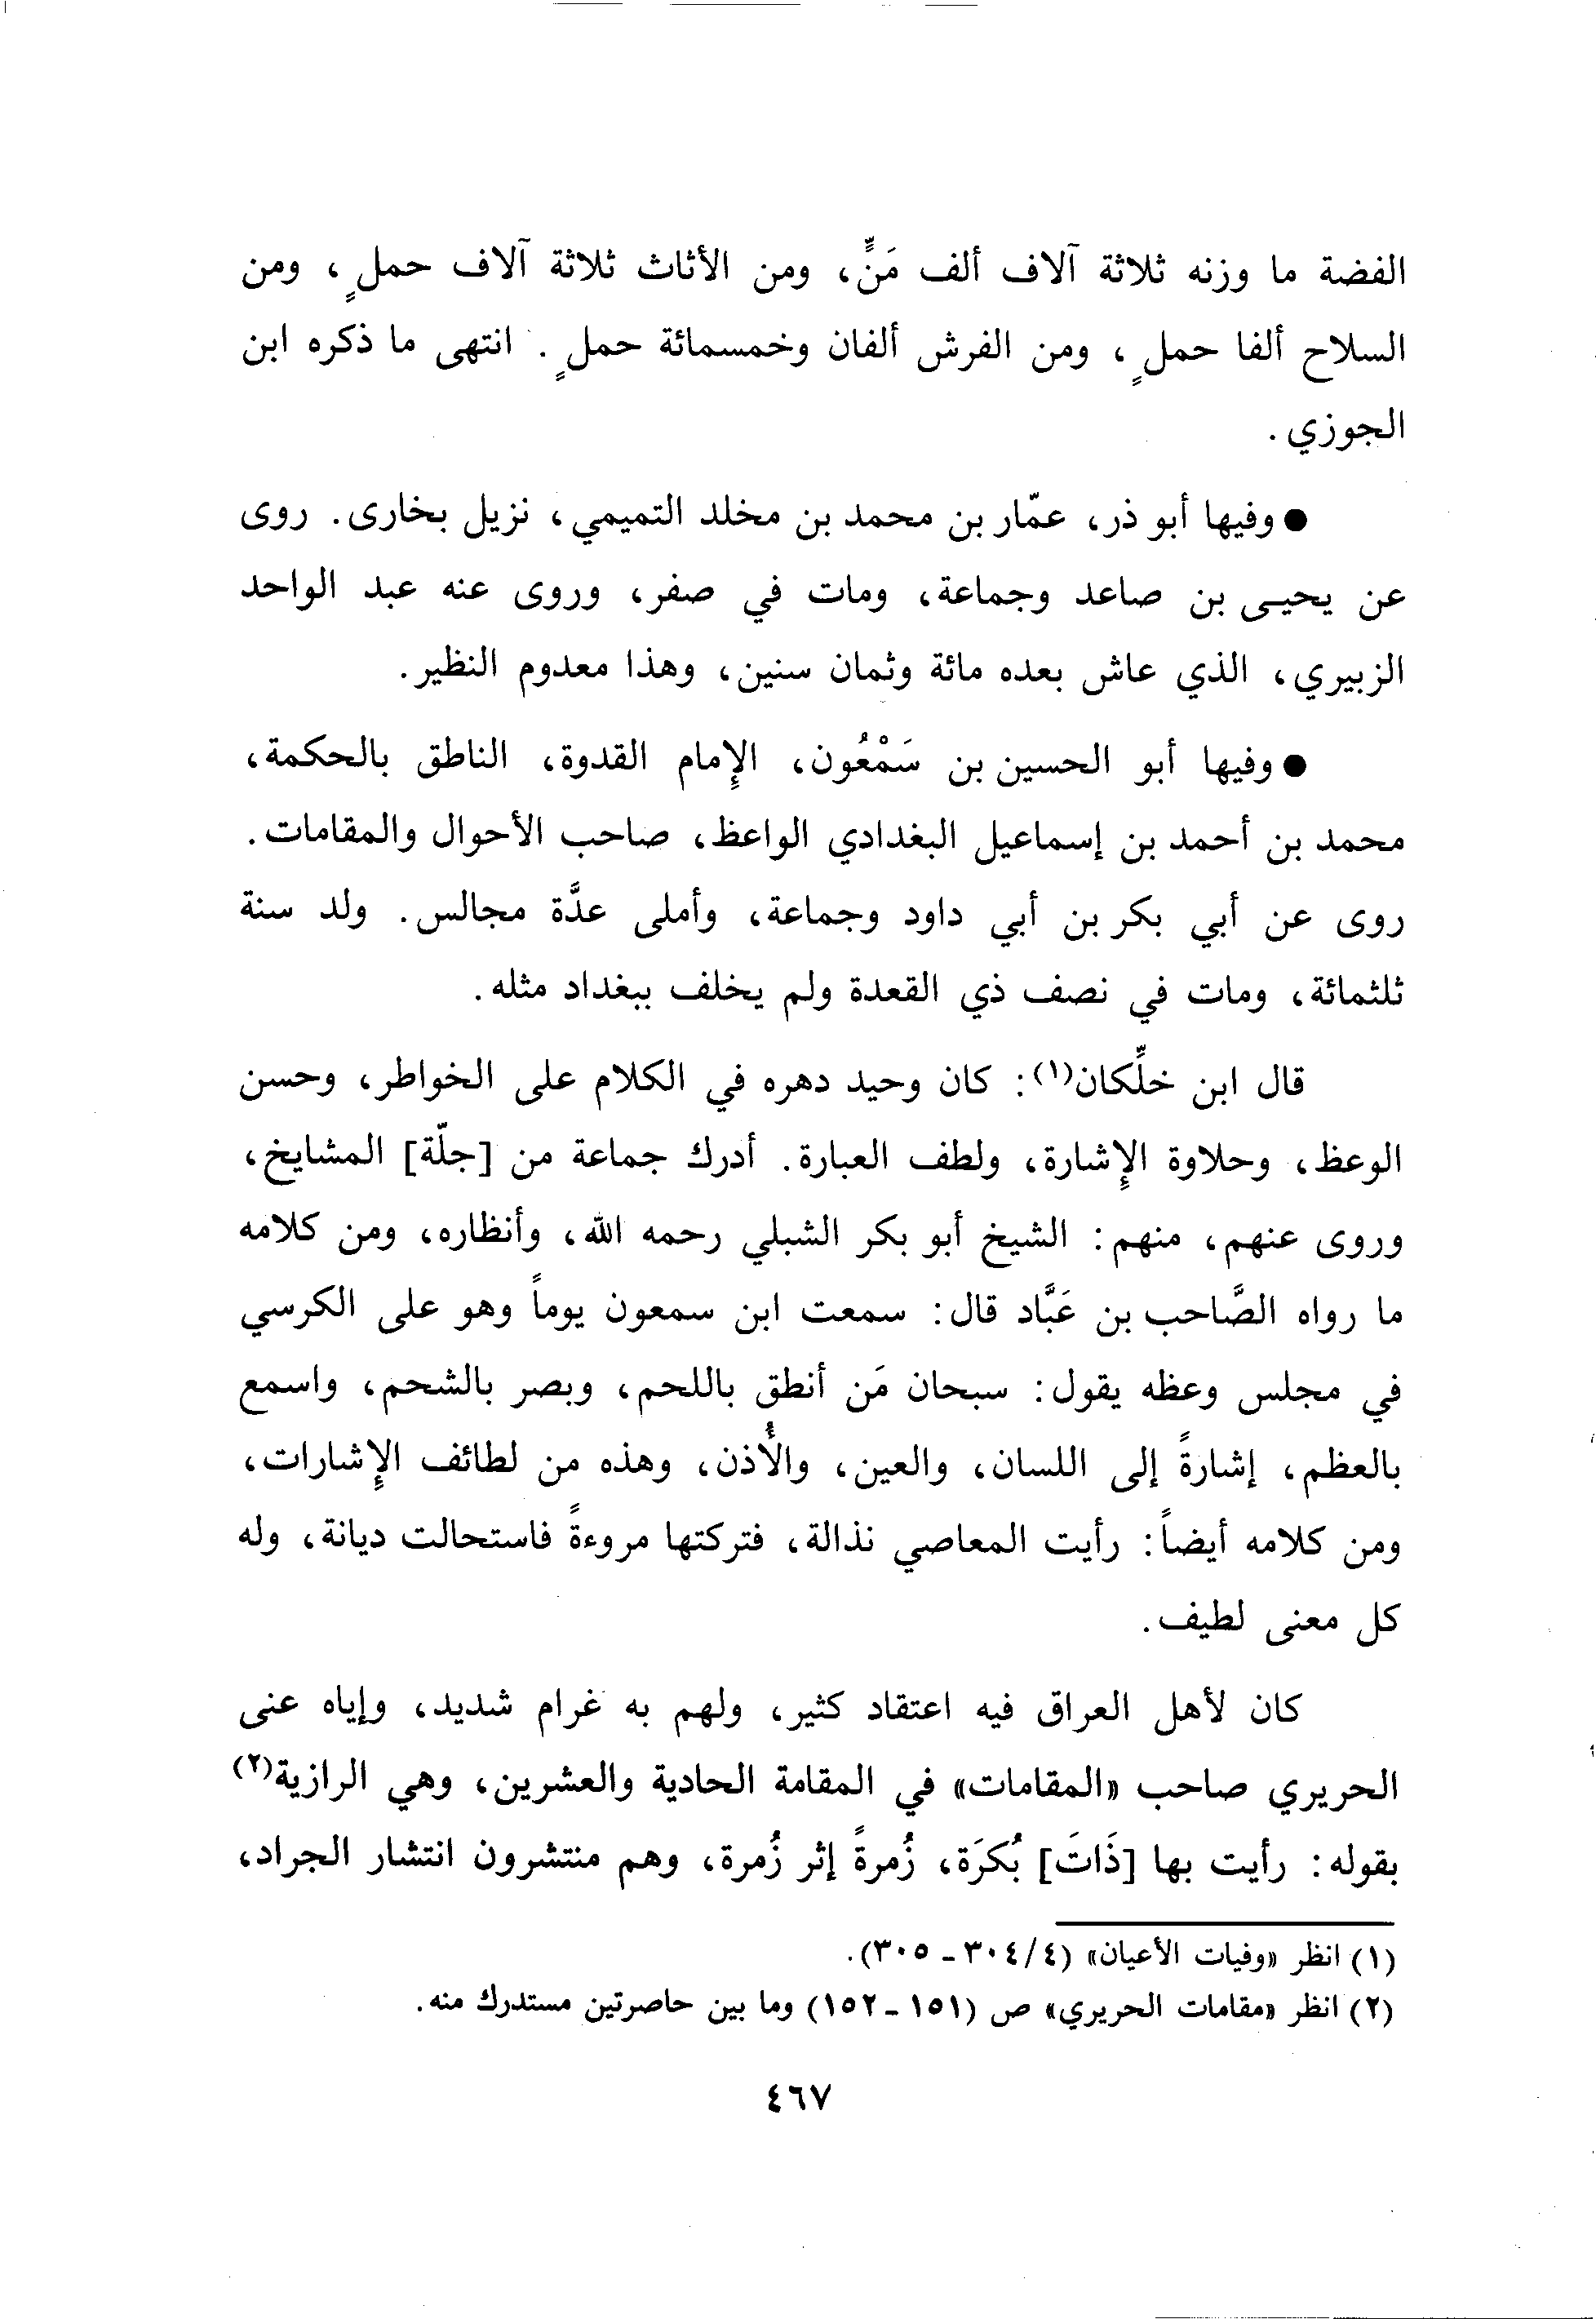 الفضة ما وزنه ثلاثة آلاف ألف مَنٍّ، ومن الأثاث ثلاثة آلاف حملٍ، ومن
السلاح ألفا حملٍ، ومن الفرش ألفان وخمسمائة حملٍ. انتهى ما ذكره ابن
الجوزي.
● وفيها أبو ذر، عمّار بن محمد بن مخلد التميمي، نزيل بخارى. روى
عن يحيى بن صاعد وجماعة، ومات في صفر، وروى عنه عبد الواحد
الزبيري، الذي عاش بعده مائة وثمان سنين، وهذا معدوم النظير.
● وفيها أبو الحسين بن سَمْعُون، الإِمام القدوة، الناطق بالحكمة،
محمد بن أحمد بن إسماعيل البغدادي الواعظ، صاحب الأحوال والمقامات.
روى عن أبي بكر بن أبي داود وجماعة، وأملى عدَّة مجالس. ولد سنة
ثلثمائة، ومات في نصف ذي القعدة ولم يخلف ببغداد مثله.
قال ابن خلِّكان(١): كان وحيد دهره في الكلام على الخواطر، وحسن
الوعظ، وحلاوة الإِشارة، ولطف العبارة. أدرك جماعة من [جلّة] المشايخ،
وروى عنهم، منهم: الشيخ أبو بكر الشبلي رحمه الله، وأنظاره، ومن كلامه
ما رواه الصَّاحب بن عَبَّاد قال: سمعت ابن سمعون يوماً وهو على الكرسي
في مجلس وعظه يقول: سبحان مَن أنطق باللحم، وبصر بالشحم، واسمع
بالعظم، إشارةً إلى اللسان، والعين، والأُذن، وهذه من لطائف الإِشارات،
ومن كلامه أيضاً: رأيت المعاصي نذالة، فتركتها مروءةً فاستحالت ديانة، وله
كل معنى لطيف.
كان لأهل العراق فيه اعتقاد كثير، ولهم به غرام شديد، وإياه عنى
الحريري صاحب «المقامات» في المقامة الحادية والعشرين، وهي الرازية(٢)
بقوله: رأيت بها [ذَاتَ] بُكرَة، زُمرةً إثر زُمرة، وهم منتشرون انتشار الجراد،
(١) انظر «وفيات الأعيان» (٤/ ٣٠٤ - ٣٠٥).
(٢) انظر «مقامات الحريري» ص (١٥١ - ١٥٢) وما بين حاصرتين مستدرك منه.
٤٦٧